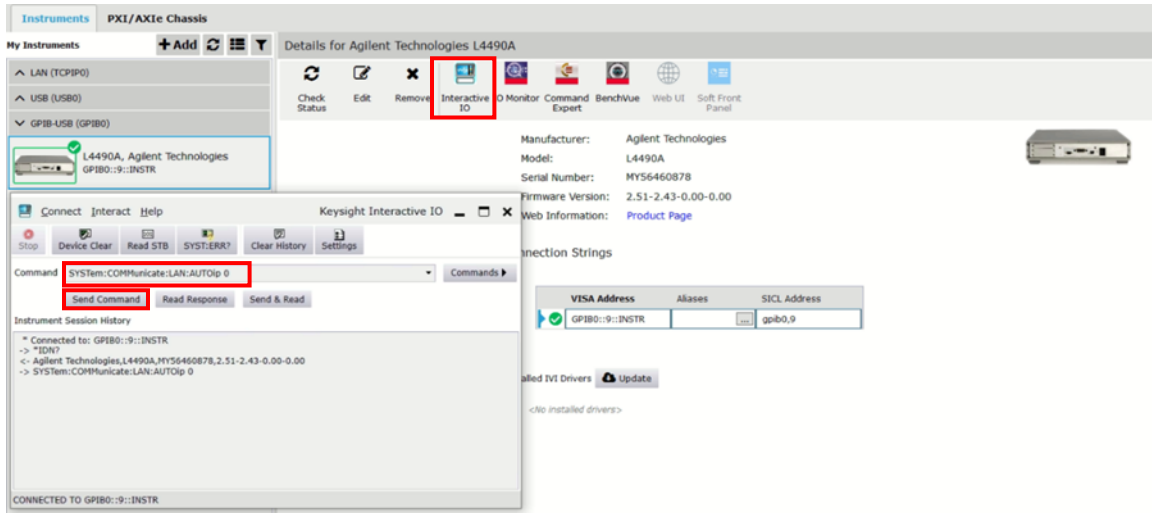 Instruments PXI/AXIe Chassis
My Instruments +Add
Details for Agilent Technologies L4490A
LAN (TCPIP0)
USB (USB0)
GPIB-USB (GPIB0)
L4490A, Agilent Technologies
GPIB0::9::INSTR
Check Status
Edit
Remove
Interactive IO
O Monitor
Command Expert
BenchVue
Web UI
Soft Front Panel
Manufacturer: Agilent Technologies
Model: L4490A
Serial Number: MY56460878
Firmware Version: 2.51-2.43-0.00-0.00
Web Information: Product Page
nnection Strings
VISA Address Aliases SICL Address
GPIB0::9::INSTR ... gpib0,9
alled IVI Drivers Update
<No installed drivers>
Connect Interact Help Keysight Interactive IO
Stop Device Clear Read STB SYST:ERR? Clear History Settings
Command SYSTem:COMMunicate:LAN:AUTOip 0 Commands
Send Command Read Response Send & Read
Instrument Session History
* Connected to: GPIB0::9::INSTR
-> *IDN?
<- Agilent Technologies,L4490A,MY56460878,2.51-2.43-0.00-0.00
-> SYSTem:COMMunicate:LAN:AUTOip 0
CONNECTED TO GPIB0::9::INSTR